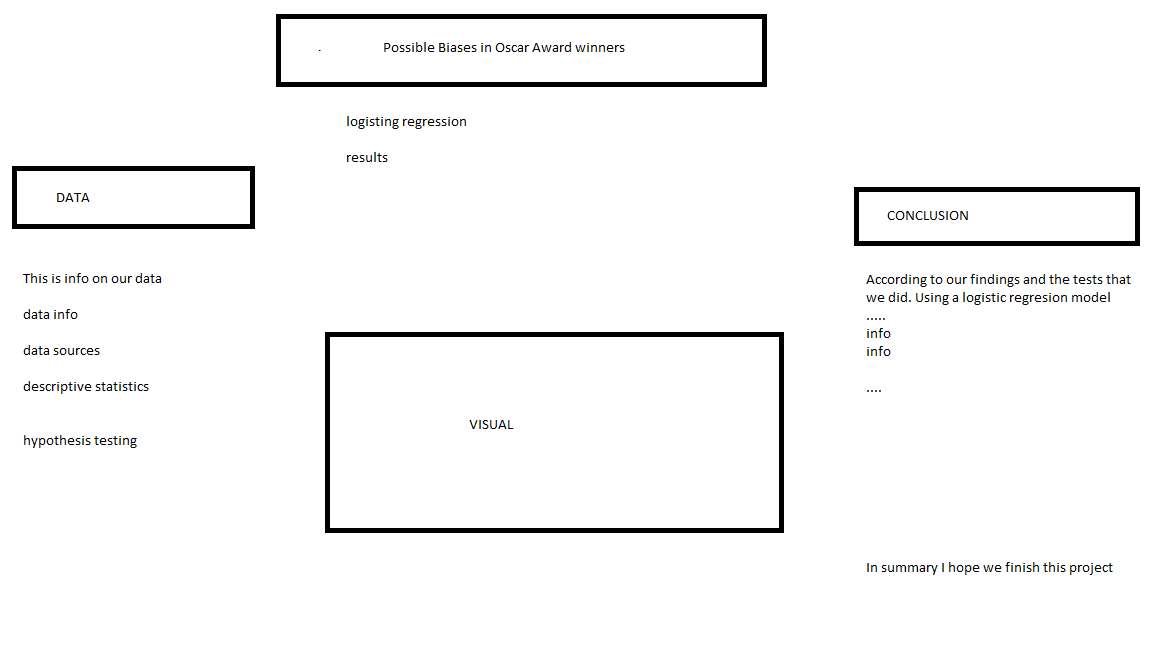 . Possible Biases in Oscar Award winners
logisting regression
results
DATA
This is info on our data
data info
data sources
descriptive statistics
hypothesis testing
VISUAL
CONCLUSION
According to our findings and the tests that
we did. Using a logistic regresion model
.....
info
info
....
In summary I hope we finish this project